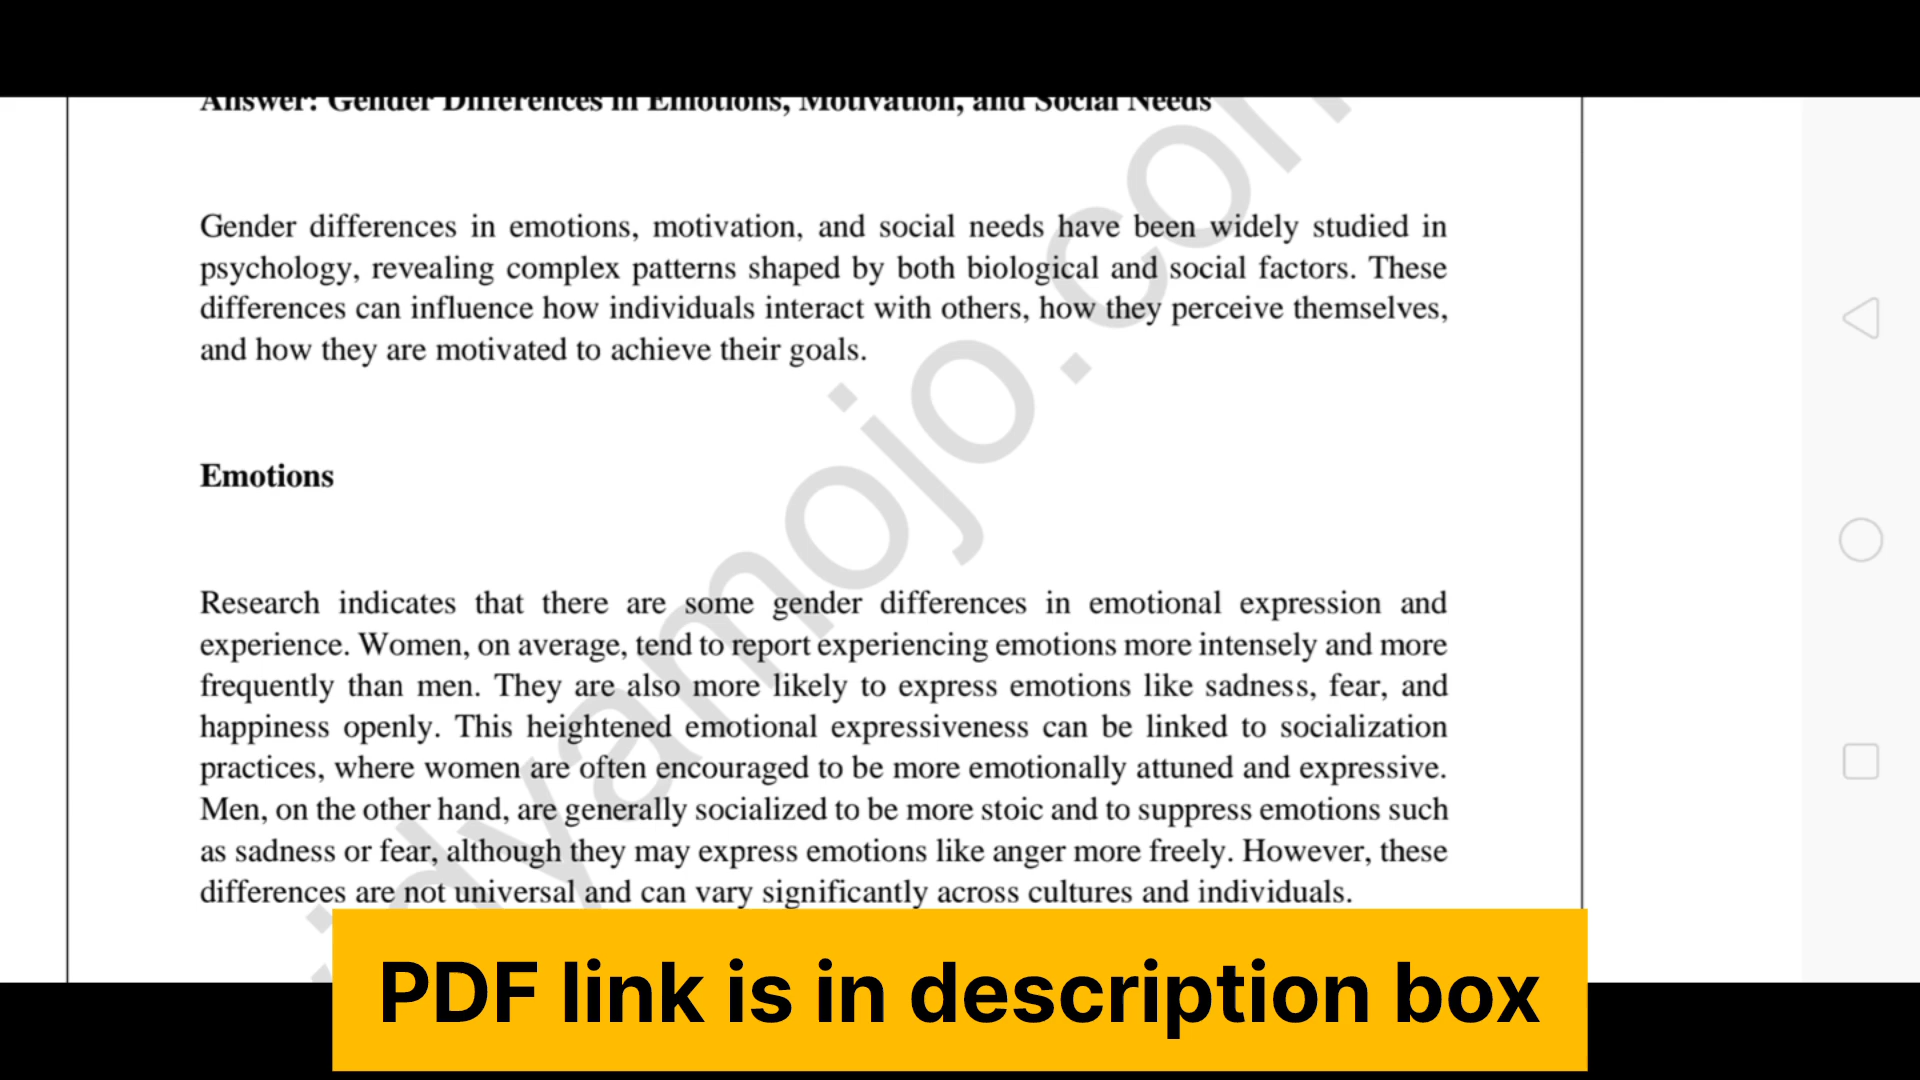 Answer: Gender Differences in Emotions, Motivation, and Social Needs
Gender differences in emotions, motivation, and social needs have been widely studied in
psychology, revealing complex patterns shaped by both biological and social factors. These
differences can influence how individuals interact with others, how they perceive themselves,
and how they are motivated to achieve their goals.
Emotions
Research indicates that there are some gender differences in emotional expression and
experience. Women, on average, tend to report experiencing emotions more intensely and more
frequently than men. They are also more likely to express emotions like sadness, fear, and
happiness openly. This heightened emotional expressiveness can be linked to socialization
practices, where women are often encouraged to be more emotionally attuned and expressive.
Men, on the other hand, are generally socialized to be more stoic and to suppress emotions such
as sadness or fear, although they may express emotions like anger more freely. However, these
differences are not universal and can vary significantly across cultures and individuals.
PDF link is in description box